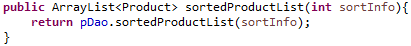 public ArrayList<Product> sortedProductList(int sortInfo){
    return pDao.sortedProductList(sortInfo);
}